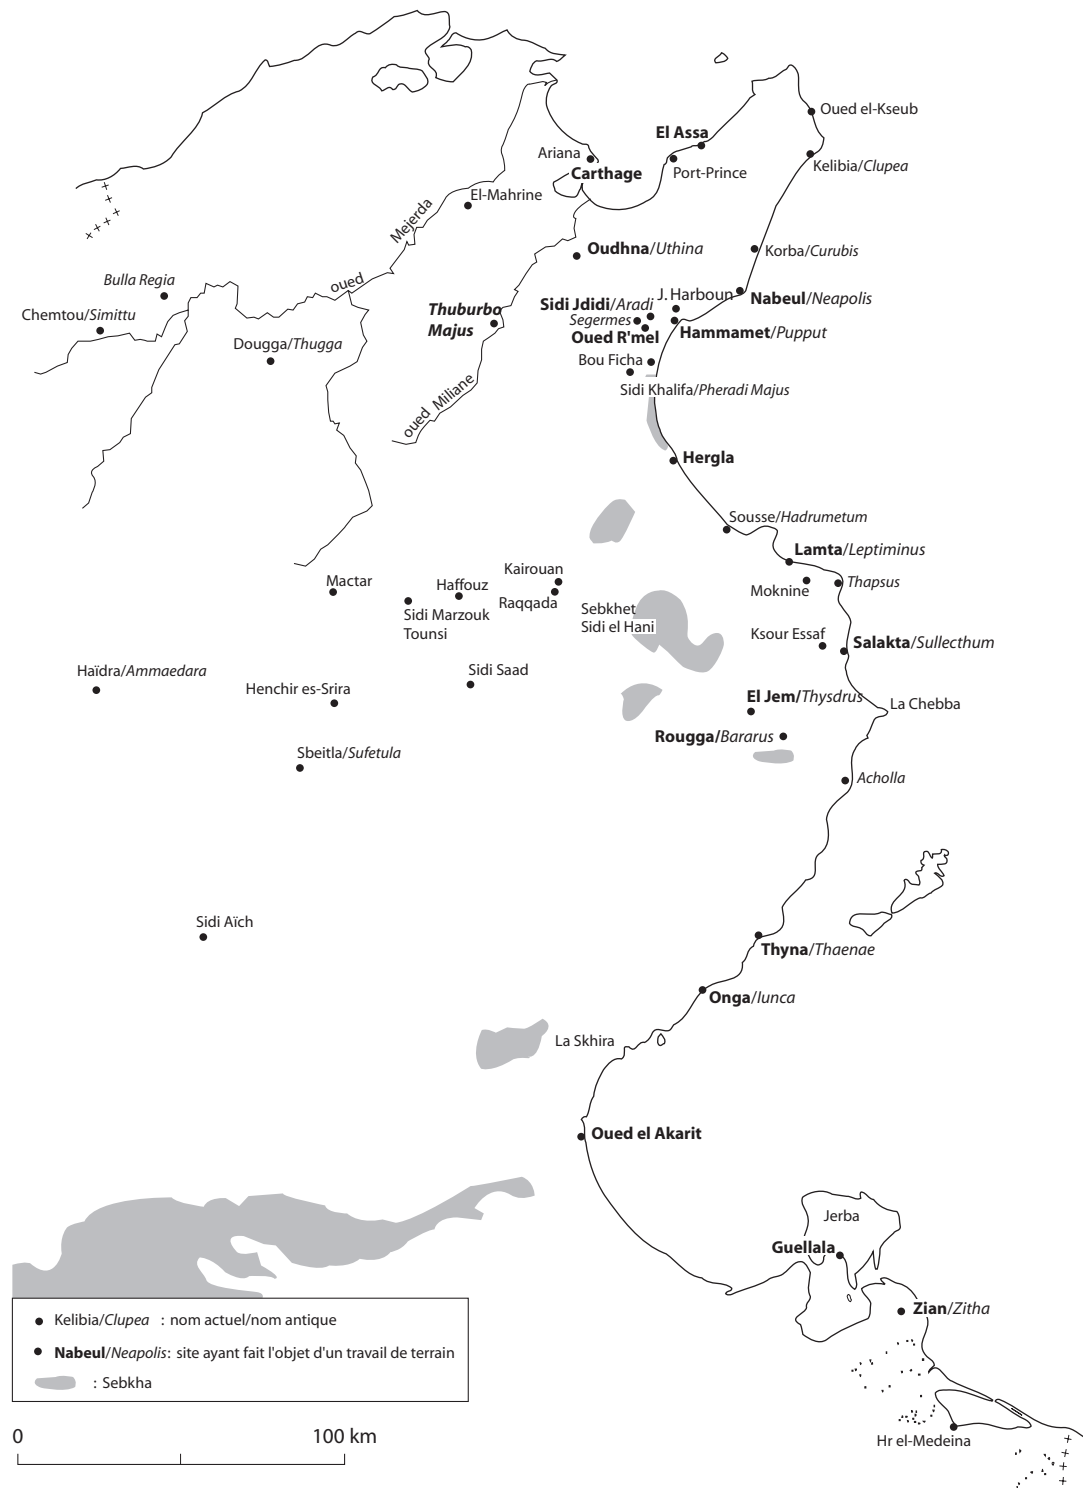 Oued el-Kseub
El Assa
Ariana
Carthage
Port-Prince
Kelibia/Clupea
El-Mahrine
Mejerda
oued
Oudhna/Uthina
Korba/Curubis
Bulla Regia
Chemtou/Simittu
Dougga/Thugga
Thuburbo
Majus
Sidi Jdidi/Aradi
J. Harboun
Nabeul/Neapolis
Segermes
Oued R'mel
Hammamet/Pupput
Bou Ficha
Sidi Khalifa/Pheradi Majus
oued Miliane
Hergla
Sousse/Hadrumetum
Lamta/Leptiminus
Mactar
Haffouz
Kairouan
Raqqada
Sidi Marzouk
Tounsi
Sebkhet
Sidi el Hani
Moknine
Thapsus
Ksour Essaf
Salakta/Sullecthum
Haïdra/Ammaedara
Henchir es-Srira
Sidi Saad
El Jem/Thysdrus
La Chebba
Rougga/Bararus
Sbeitla/Sufetula
Acholla
Sidi Aïch
Thyna/Thaenae
Onga/Iunca
La Skhira
Oued el Akarit
Jerba
Guellala
Zian/Zitha
Hr el-Medeina
Kelibia/Clupea : nom actuel/nom antique
Nabeul/Neapolis: site ayant fait l'objet d'un travail de terrain
: Sebkha
0 100 km